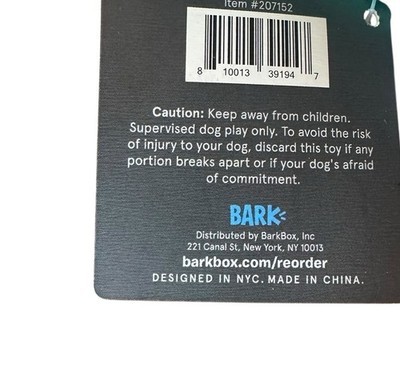 Item #207152
8 10013 39194 7
Caution: Keep away from children.
Supervised dog play only. To avoid the risk
of injury to your dog, discard this toy if any
portion breaks apart or if your dog's afraid
of commitment.
BARK
Distributed by BarkBox, Inc
221 Canal St, New York, NY 10013
barkbox.com/reorder
DESIGNED IN NYC. MADE IN CHINA.